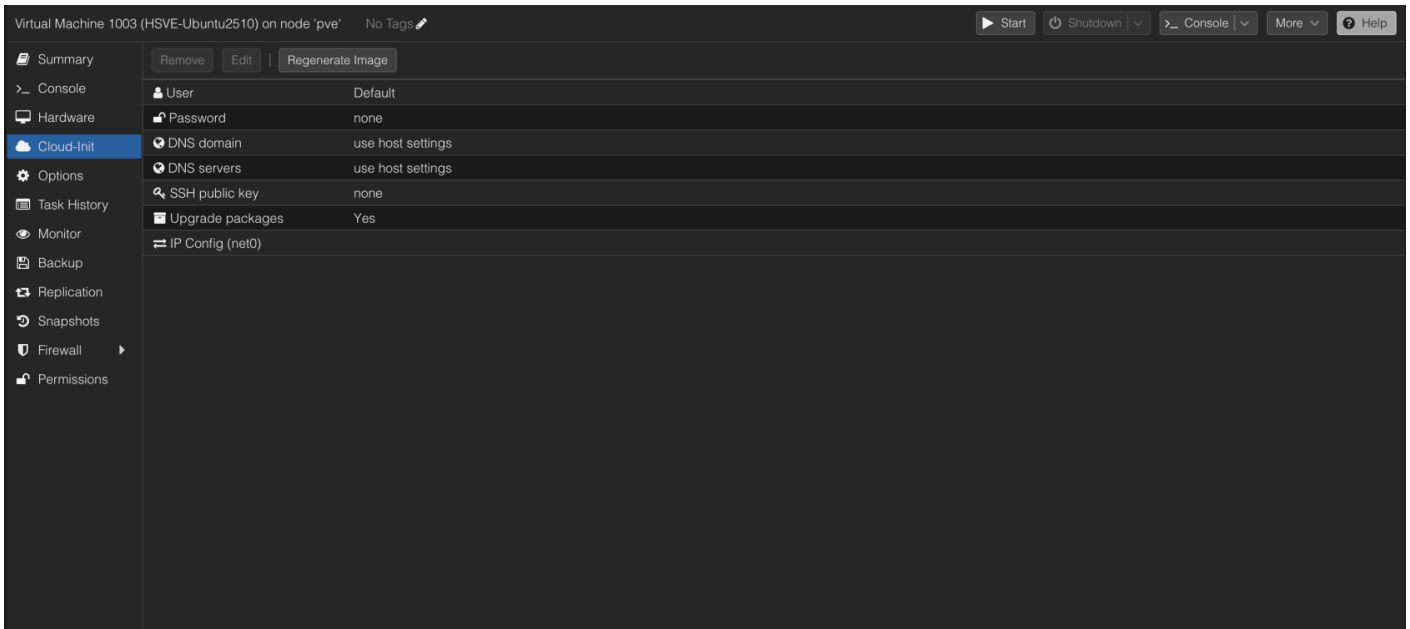 Virtual Machine 1003 (HSVE-Ubuntu2510) on node 'pve' No Tags Start Shutdown >_ Console More Help
Summary
>_ Console
Hardware
Cloud-Init
Options
Task History
Monitor
Backup
Replication
Snapshots
Firewall
Permissions
Remove Edit Regenerate Image
User Default
Password none
DNS domain use host settings
DNS servers use host settings
SSH public key none
Upgrade packages Yes
IP Config (net0)